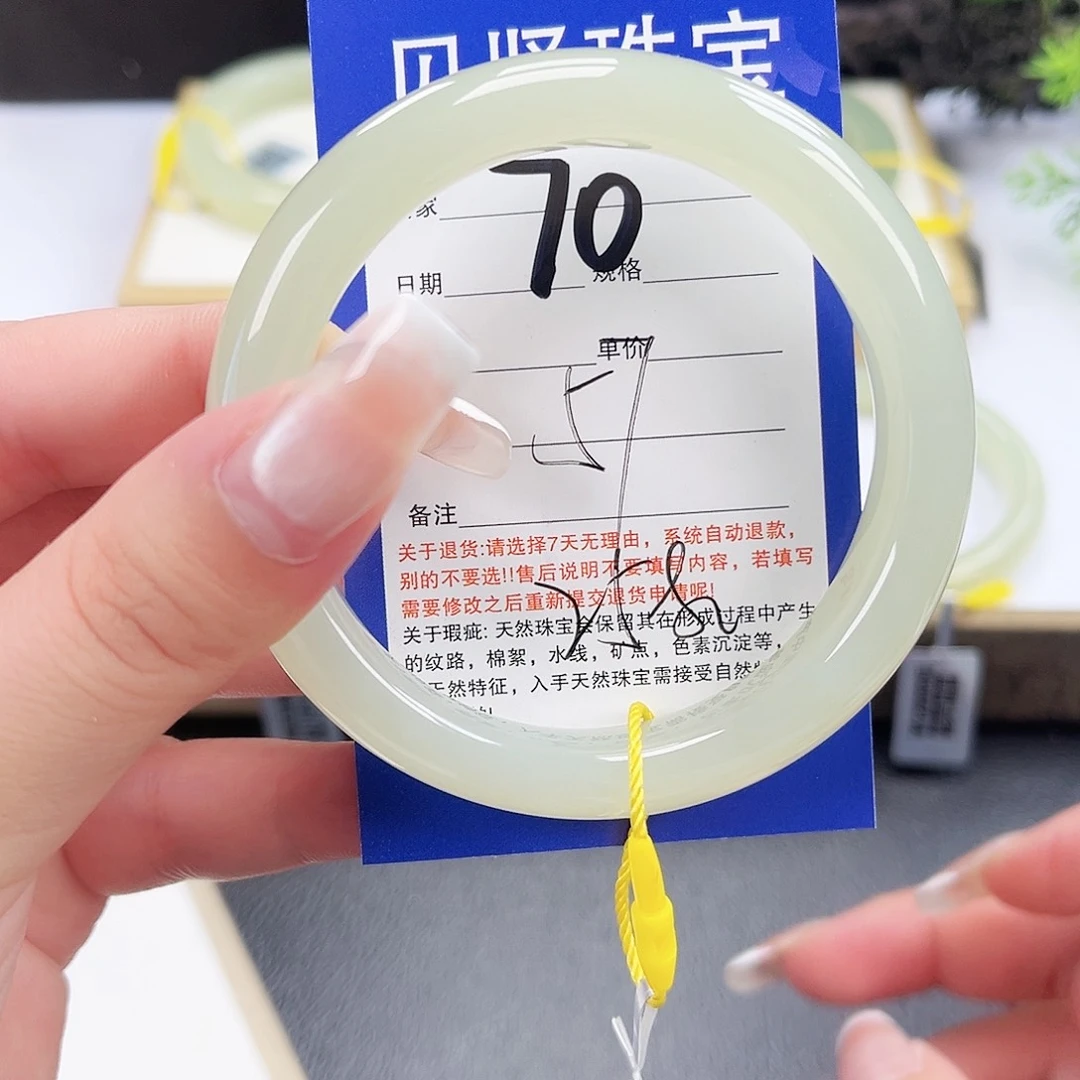 见贤珠宝
70
家
日期 规格
单价
备注
关于退货:请选择7天无理由，系统自动退款，
别的不要选!!售后说明不要填写内容，若填写
需要修改之后重新提交退货申请呢!
关于瑕疵: 天然珠宝会保留其在形成过程中产生
的纹路，棉絮，水线，矿点，色素沉淀等，
天然特征，入手天然珠宝需接受自然